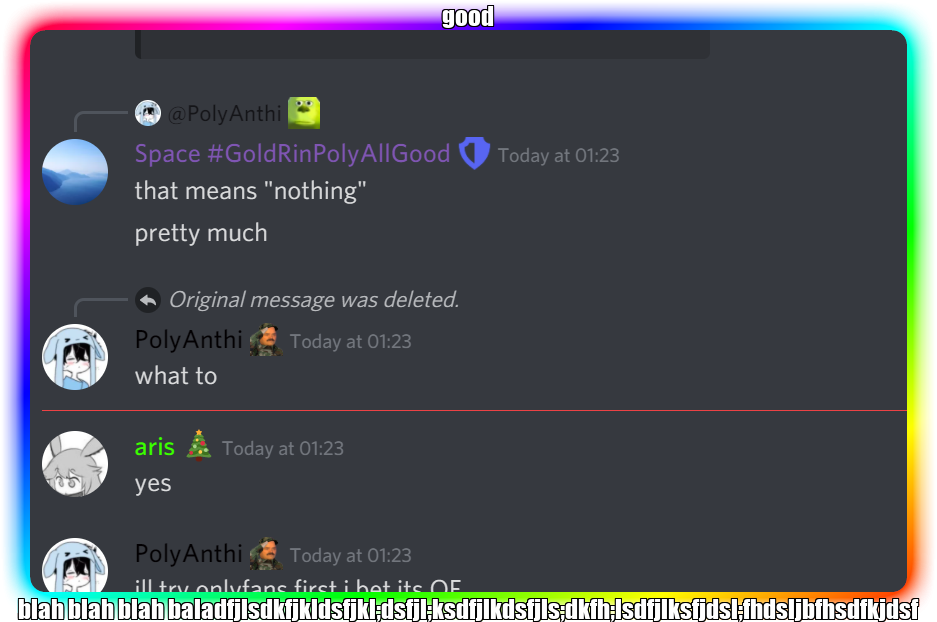 good
@PolyAnthi
Space #GoldRinPolyAllGood Today at 01:23
that means "nothing"
pretty much
Original message was deleted.
PolyAnthi Today at 01:23
what to
aris Today at 01:23
yes
PolyAnthi Today at 01:23
ill try onlyfans first i bet its OF
blah blah blah baladfjlsdkfjkldsfjkl;dsfjl;ksdfjlkdsfjls;dkfh;lsdfjlksfjdsl;fhdsljbfhsdfkjdsf